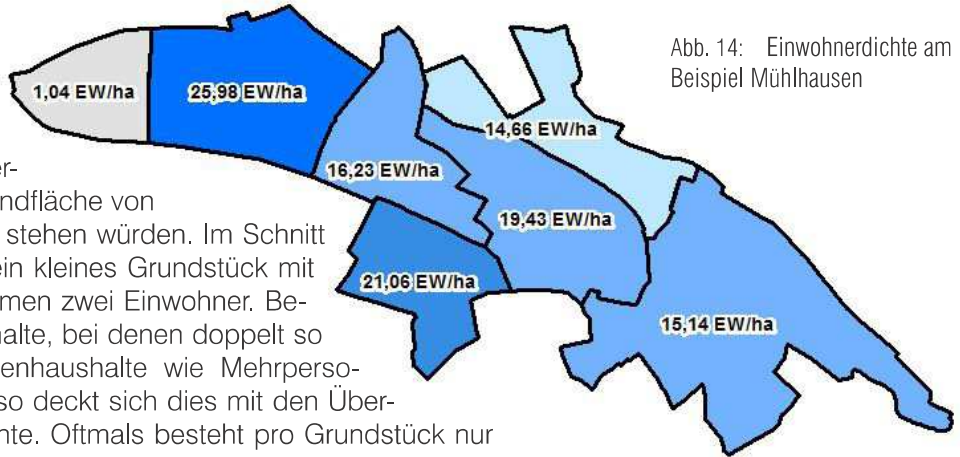 Abb. 14: Einwohnerdichte am
Beispiel Mühlhausen
1,04 EW/ha
25,98 EW/ha
14,66 EW/ha
16,23 EW/ha
19,43 EW/ha
21,06 EW/ha
15,14 EW/ha
er-
ndfläche von
stehen würden. Im Schnitt
ein kleines Grundstück mit
men zwei Einwohner. Be-
alte, bei denen doppelt so
enhaushalte wie Mehrperso-
so deckt sich dies mit den Über-
nte. Oftmals besteht pro Grundstück nur